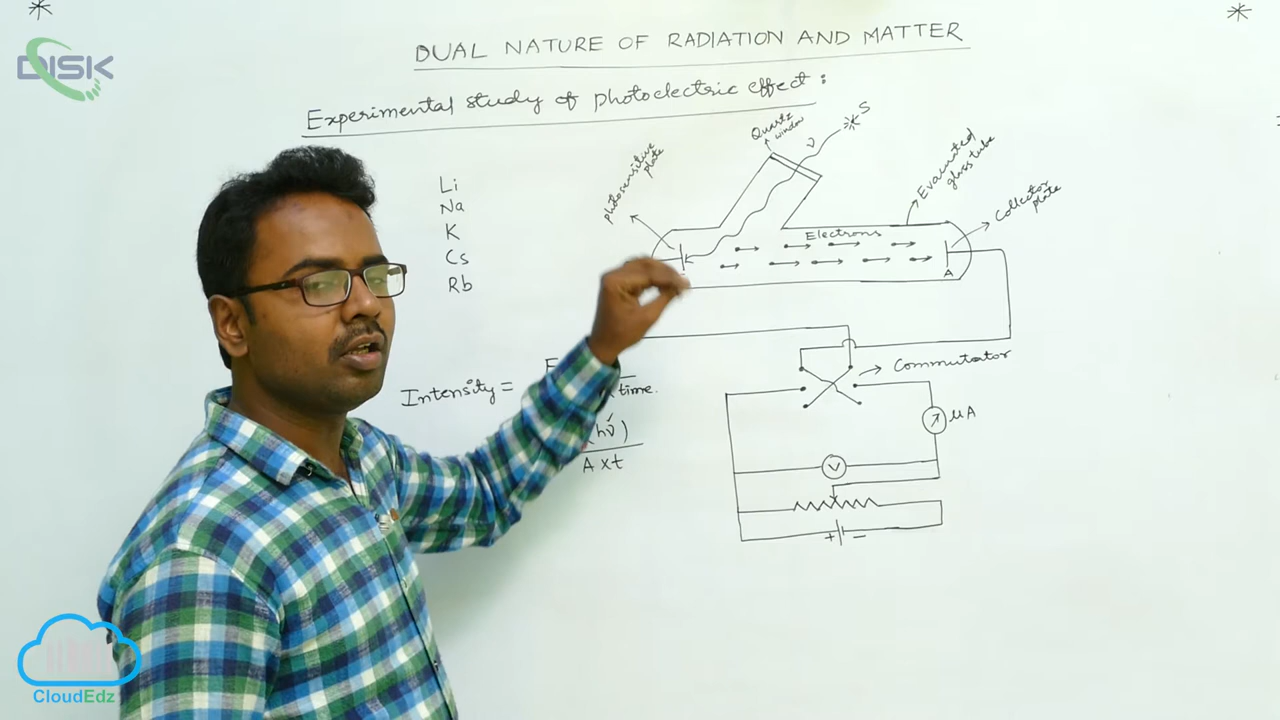 DISK
DUAL NATURE OF RADIATION AND MATTER
Experimental study of photoelectric effect :
Li
Na
K
Cs
Rb
photosensitive
plate
Quartz
window
ν
S
Evacuated
glass tube
Collector
plate
Electrons
A
Commutator
μA
V
+ −
Intensity =
x time.
(hν)
A x t
CloudEdz